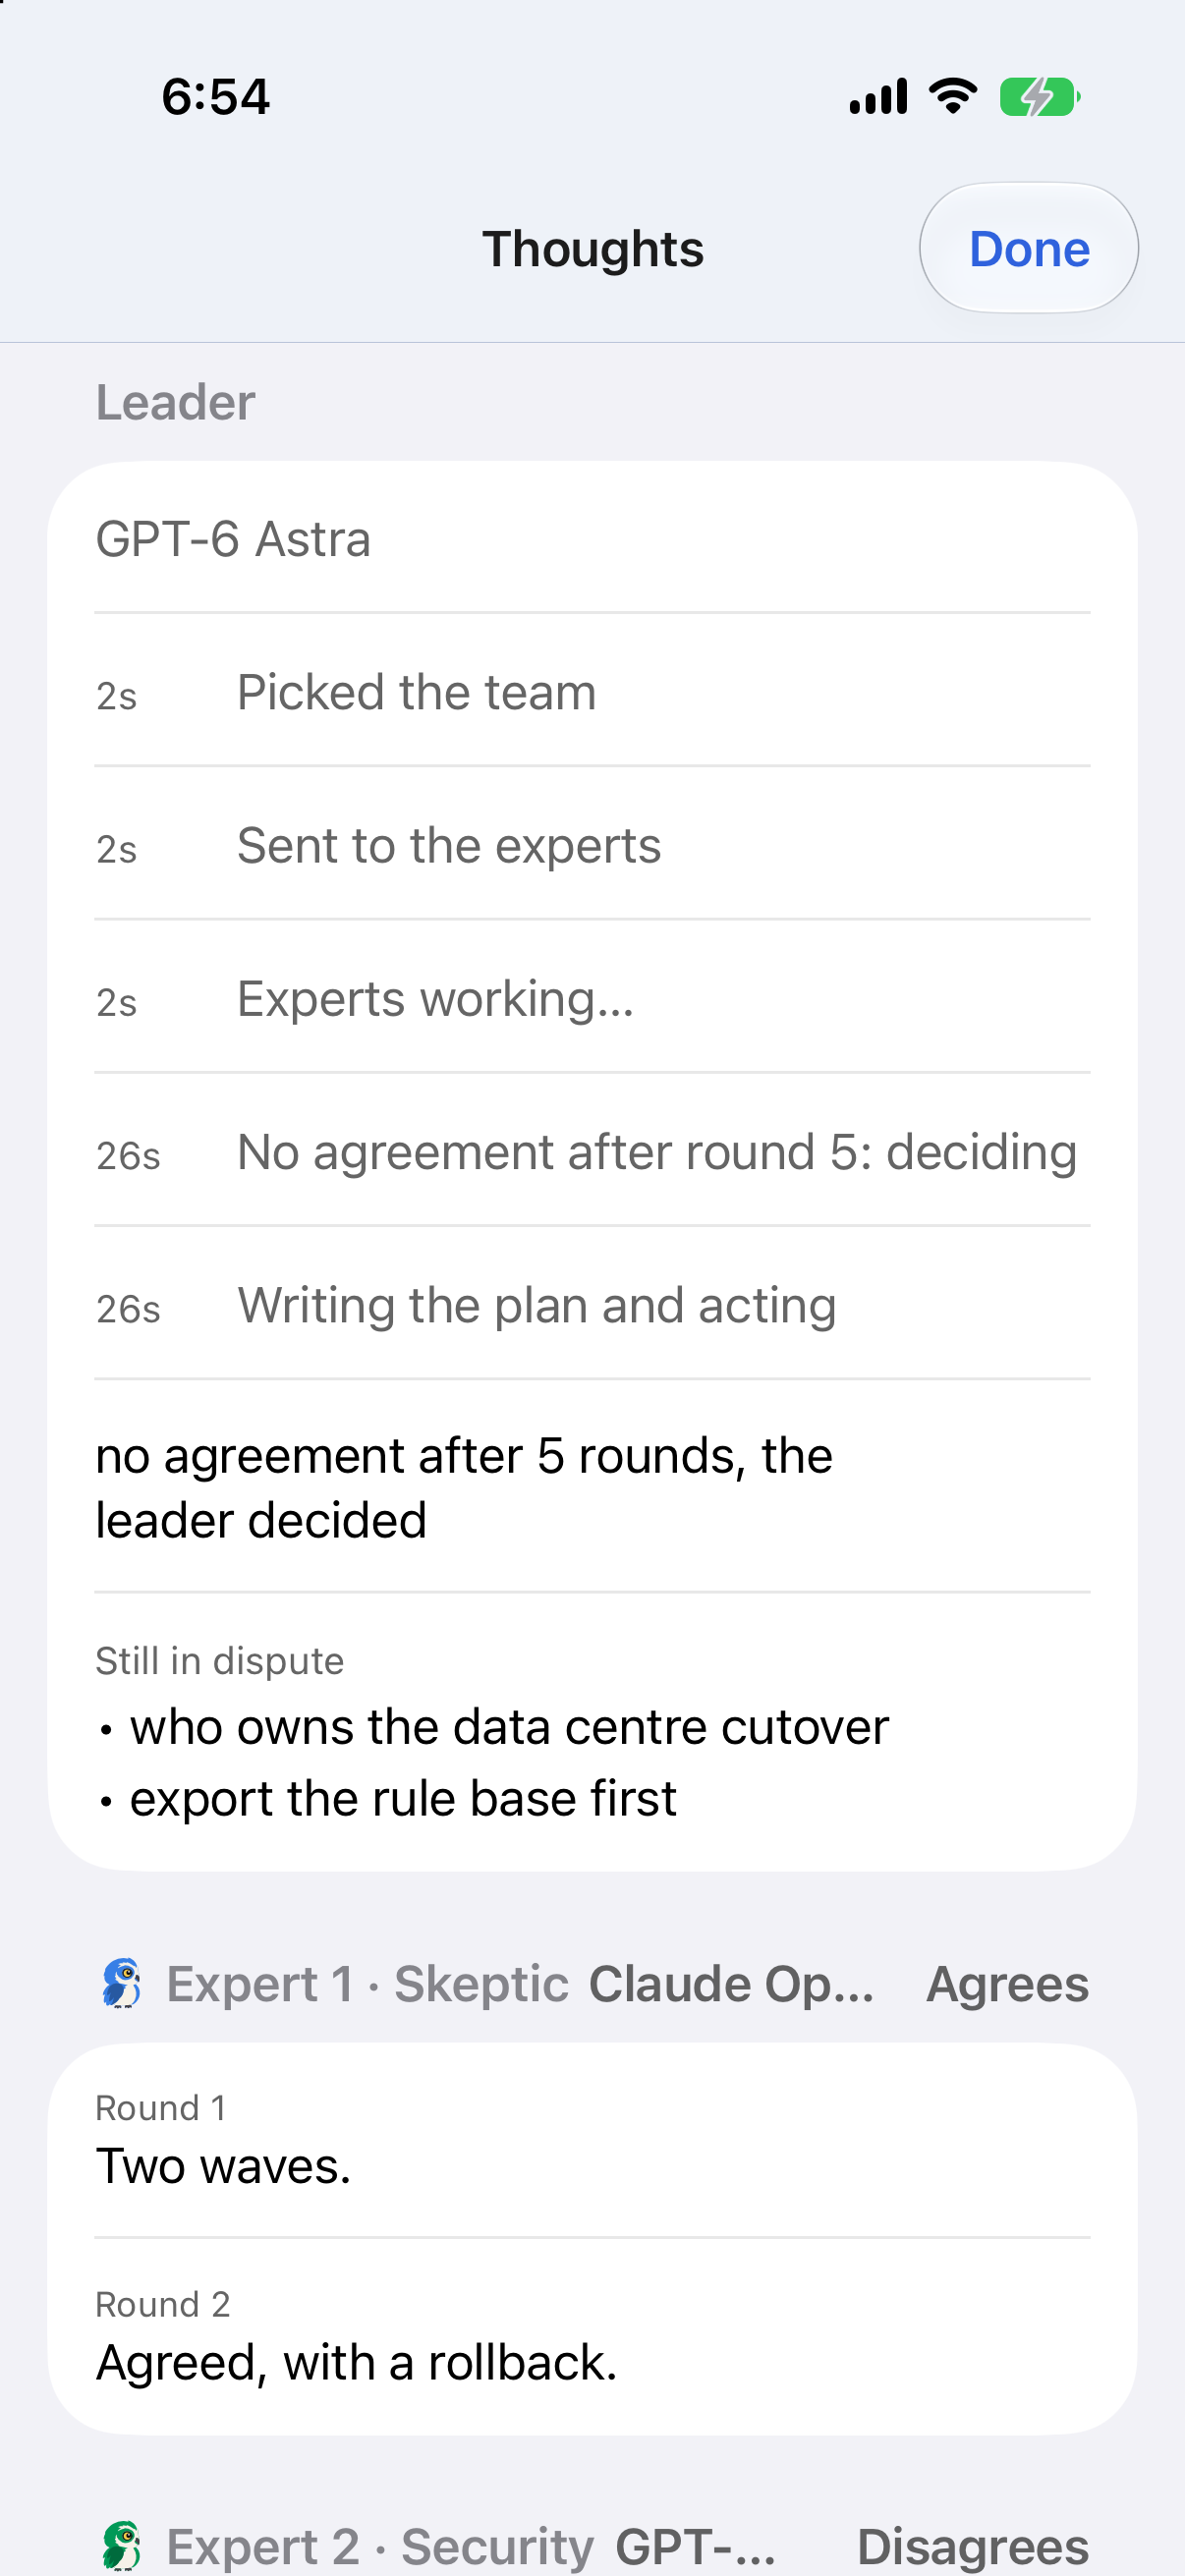 6:54
Thoughts
Done
Leader
GPT-6 Astra
2s Picked the team
2s Sent to the experts
2s Experts working...
26s No agreement after round 5: deciding
26s Writing the plan and acting
no agreement after 5 rounds, the
leader decided
Still in dispute
• who owns the data centre cutover
• export the rule base first
Expert 1 · Skeptic Claude Op... Agrees
Round 1
Two waves.
Round 2
Agreed, with a rollback.
Expert 2 · Security GPT-... Disagrees